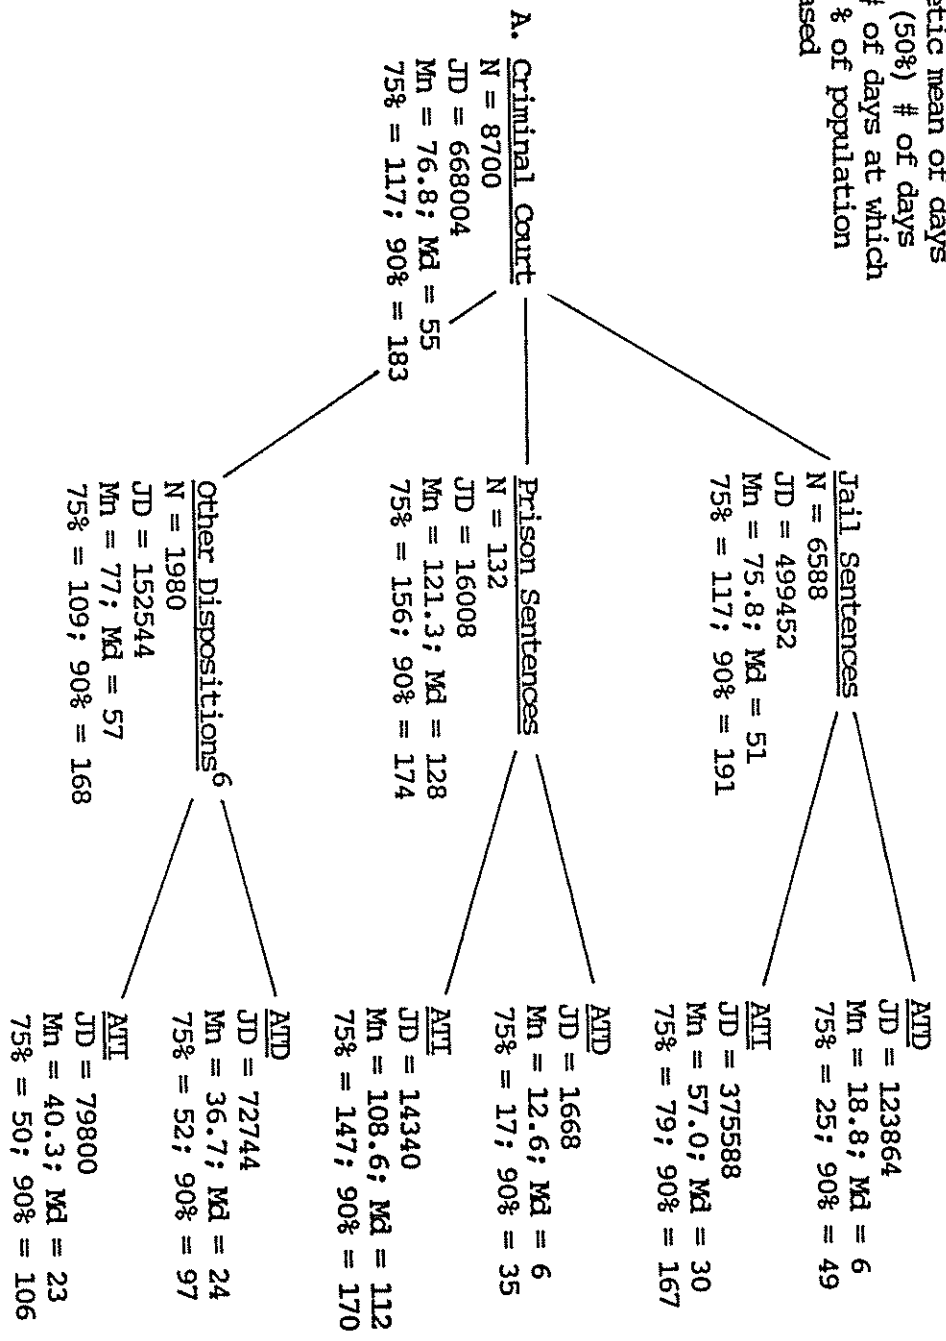 etic mean of days
(50%) # of days
# of days at which
% of population
ased
A. Criminal Court
N = 8700
JD = 668004
Mn = 76.8; Md = 55
75% = 117; 90% = 183
Jail Sentences
N = 6588
JD = 499452
Mn = 75.8; Md = 51
75% = 117; 90% = 191
ATD
JD = 123864
Mn = 18.8; Md = 6
75% = 25; 90% = 49
ATI
JD = 375588
Mn = 57.0; Md = 30
75% = 79; 90% = 167
Prison Sentences
N = 132
JD = 16008
Mn = 121.3; Md = 128
75% = 156; 90% = 174
ATD
JD = 1668
Mn = 12.6; Md = 6
75% = 17; 90% = 35
ATI
JD = 14340
Mn = 108.6; Md = 112
75% = 147; 90% = 170
Other Dispositions⁶
N = 1980
JD = 152544
Mn = 77; Md = 57
75% = 109; 90% = 168
ATD
JD = 72744
Mn = 36.7; Md = 24
75% = 52; 90% = 97
ATI
JD = 79800
Mn = 40.3; Md = 23
75% = 50; 90% = 106